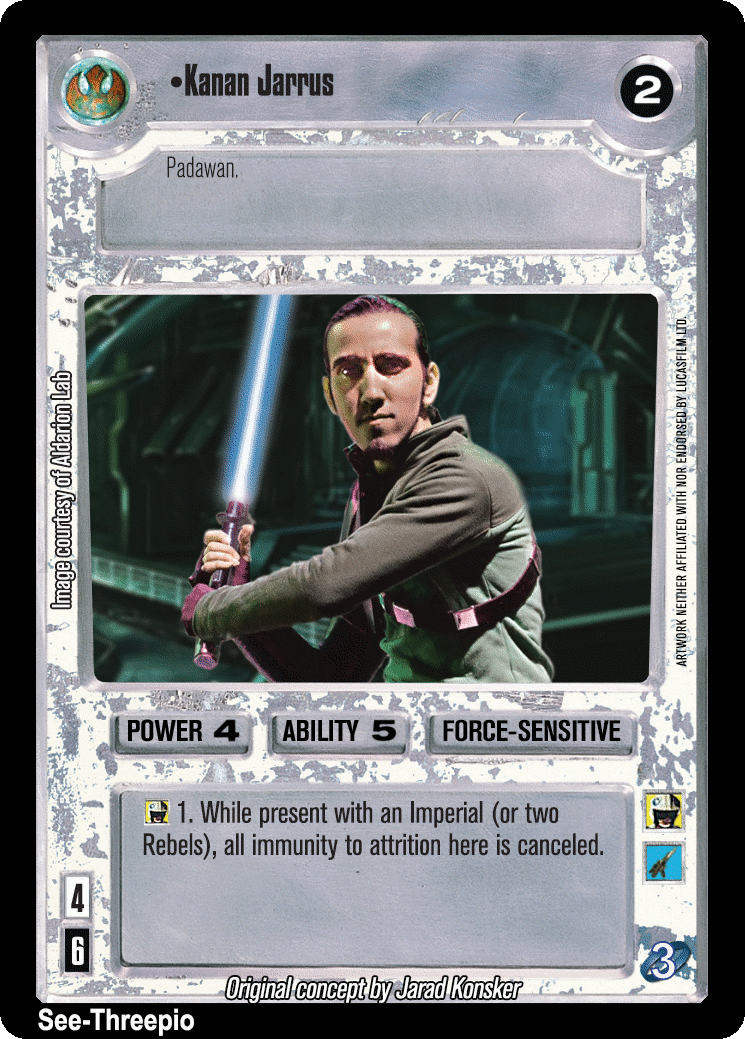 •Kanan Jarrus
2
Padawan.
Image courtesy of Aldarion Lab
ARTWORK NEITHER AFFILIATED WITH NOR ENDORSED BY LUCASFILM LTD.
POWER 4
ABILITY 5
FORCE-SENSITIVE
1. While present with an Imperial (or two
Rebels), all immunity to attrition here is canceled.
4
6
3
Original concept by Jarad Konsker
See-Threepio